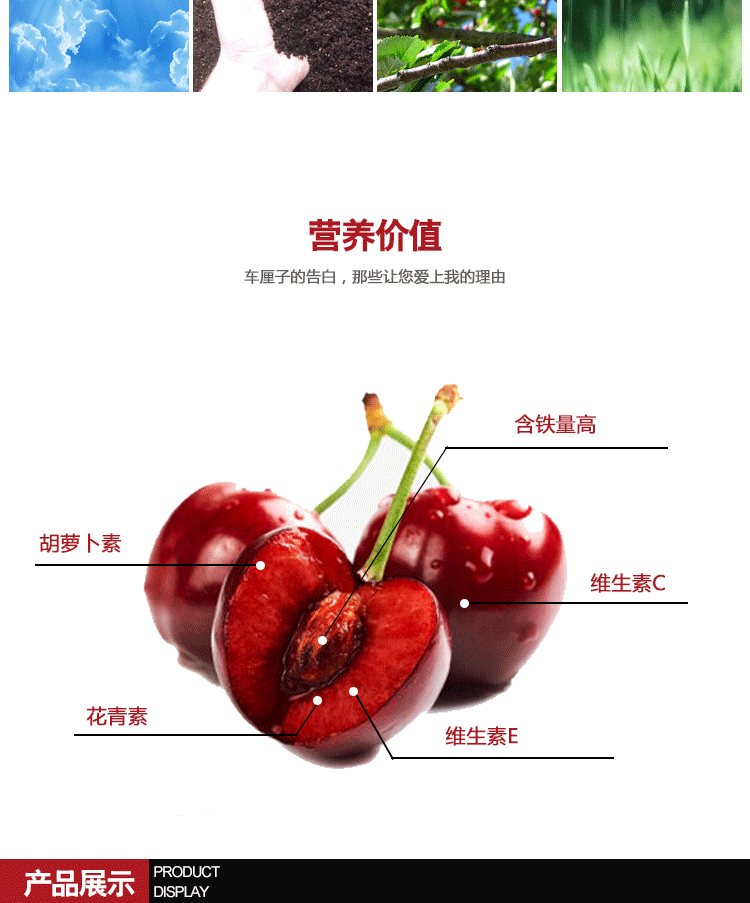 营养价值
车厘子的告白，那些让您爱上我的理由
含铁量高
胡萝卜素
维生素C
花青素
维生素E
产品展示
PRODUCT
DISPLAY